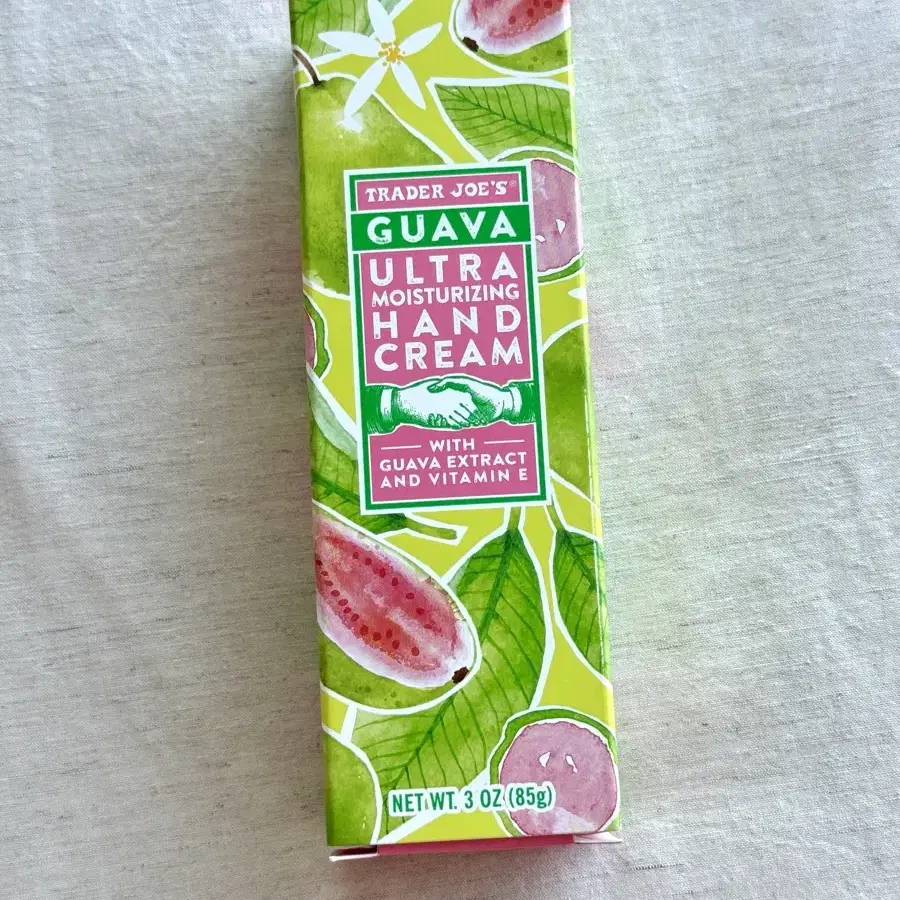 TRADER JOE'S®
GUAVA
ULTRA
MOISTURIZING
HAND
CREAM
WITH
GUAVA EXTRACT
AND VITAMIN E
NET WT. 3 OZ (85g)